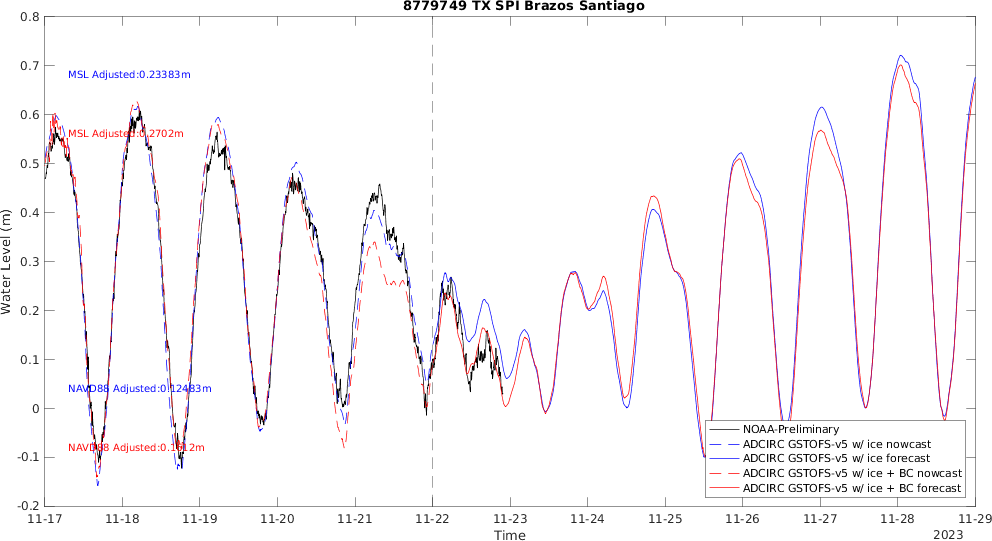 8779749 TX SPI Brazos Santiago
0.8
0.7
0.6
0.5
0.4
0.3
0.2
0.1
0
-0.1
-0.2
Water Level (m)
MSL Adjusted:0.23383m
MSL Adjusted:0.2702m
NAVD88 Adjusted:0.12483m
NAVD88 Adjusted:0.1612m
NOAA-Preliminary
ADCIRC GSTOFS-v5 w/ ice nowcast
ADCIRC GSTOFS-v5 w/ ice forecast
ADCIRC GSTOFS-v5 w/ ice + BC nowcast
ADCIRC GSTOFS-v5 w/ ice + BC forecast
11-17 11-18 11-19 11-20 11-21 11-22 11-23 11-24 11-25 11-26 11-27 11-28 11-29
Time
2023